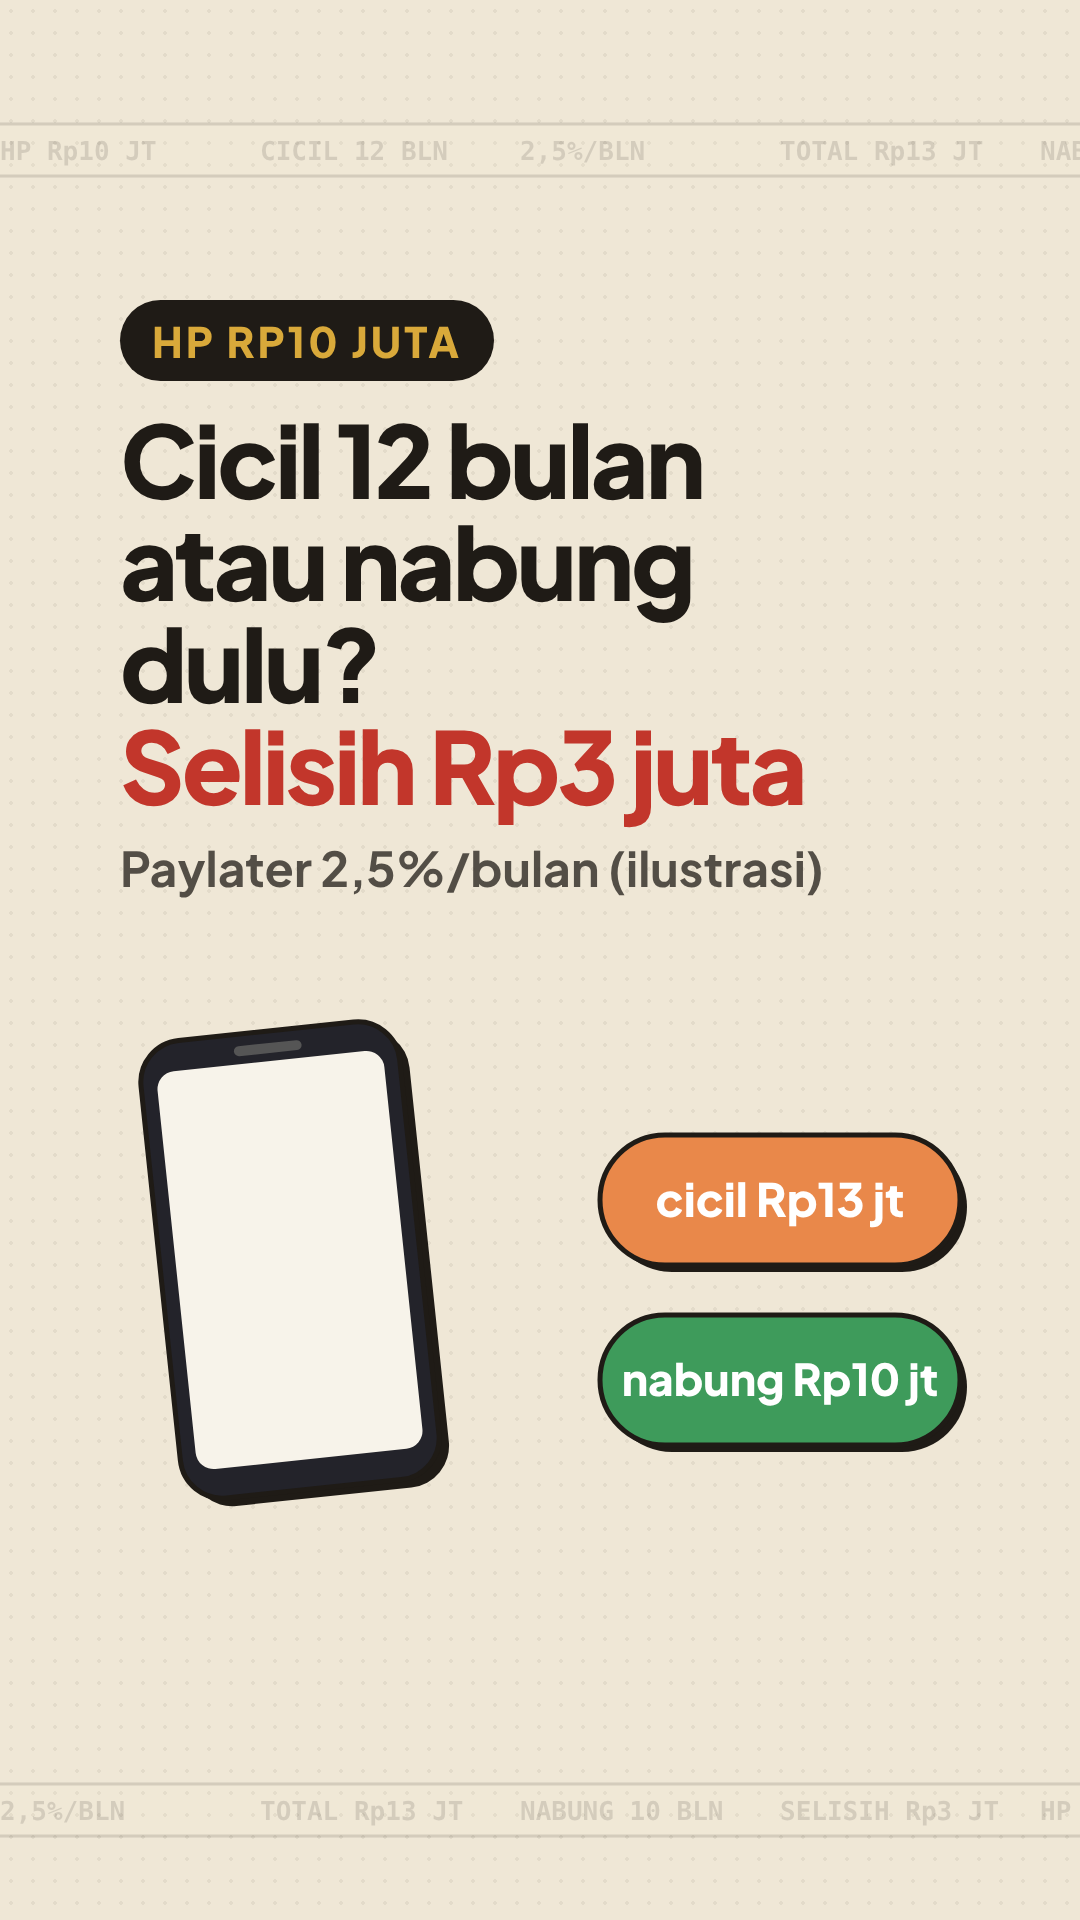 HP Rp10 JT CICIL 12 BLN 2,5%/BLN TOTAL Rp13 JT
HP RP10 JUTA
Cicil 12 bulan
atau nabung
dulu?
Selisih Rp3 juta
Paylater 2,5%/bulan (ilustrasi)
cicil Rp13 jt
nabung Rp10 jt
2,5%/BLN TOTAL Rp13 JT NABUNG 10 BLN SELISIH Rp3 JT HP